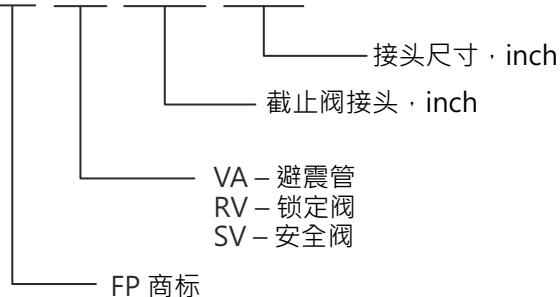 接头尺寸，inch
截止阀接头，inch
VA – 避震管
RV – 锁定阀
SV – 安全阀
FP 商标